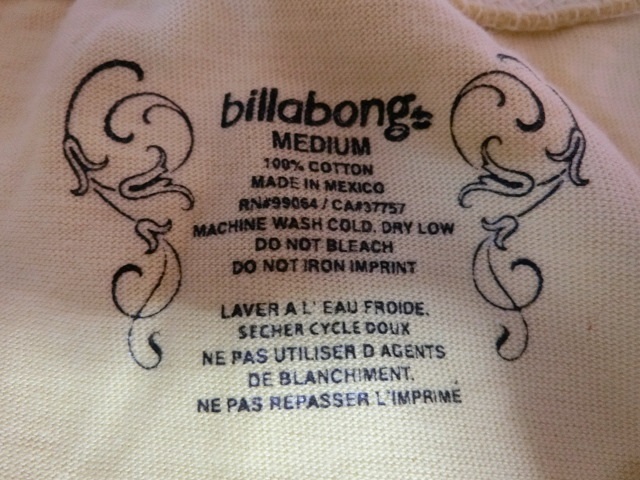 billabong
MEDIUM
100% COTTON
MADE IN MEXICO
RN#99064 / CA#37757
MACHINE WASH COLD, DRY LOW
DO NOT BLEACH
DO NOT IRON IMPRINT
LAVER A L' EAU FROIDE,
SECHER CYCLE DOUX
NE PAS UTILISER D AGENTS
DE BLANCHIMENT,
NE PAS REPASSER L'IMPRIMÉ